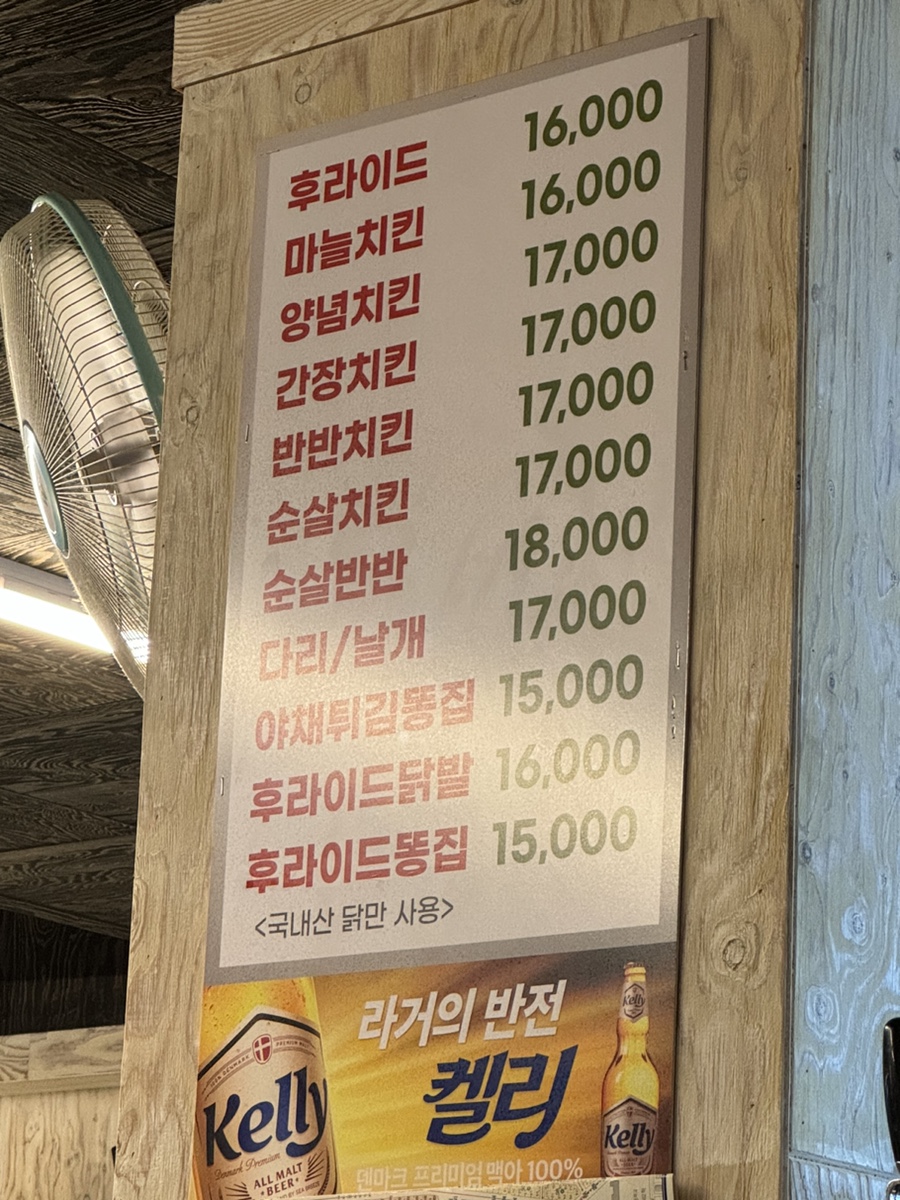 후라이드 16,000
마늘치킨 16,000
양념치킨 17,000
간장치킨 17,000
반반치킨 17,000
순살치킨 17,000
순살반반 18,000
다리/날개 17,000
야채튀김똥집 15,000
후라이드닭발 16,000
후라이드똥집 15,000
<국내산 닭만 사용>
라거의 반전
켈리
덴마크 프리미엄 맥아 100%
Kelly
Denmark Premium
ALL MALT
BEER
Kelly
Kelly